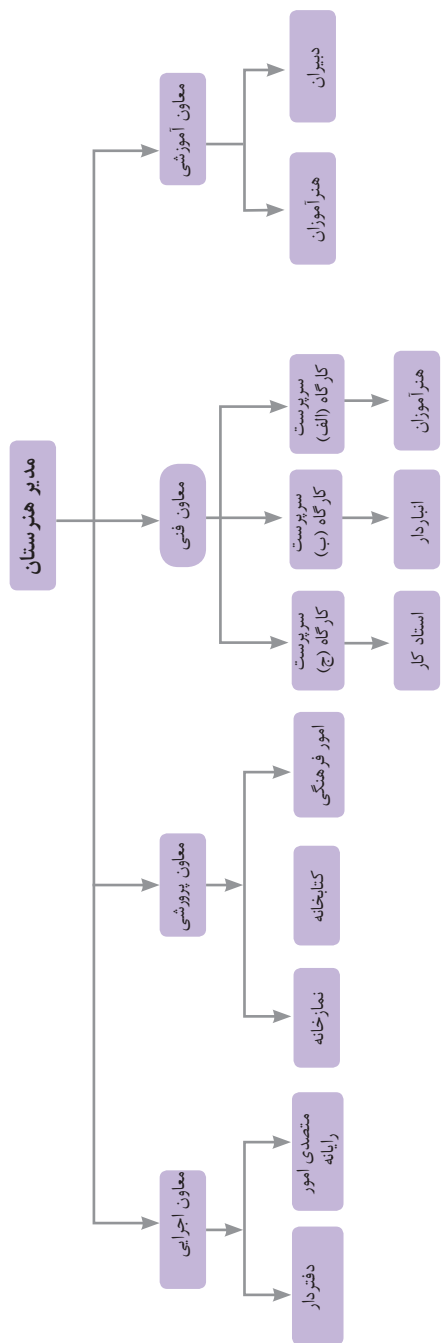 مدیر هنرستان
معاون آموزشی
معاون فنی
معاون پرورشی
معاون اجرایی
دبیران
هنرآموزان
سرپرست
کارگاه (الف)
سرپرست
کارگاه (ب)
سرپرست
کارگاه (ج)
امور فرهنگی
کتابخانه
نمازخانه
متصدی امور
رایانه
دفتردار
هنرآموزان
انباردار
استاد کار